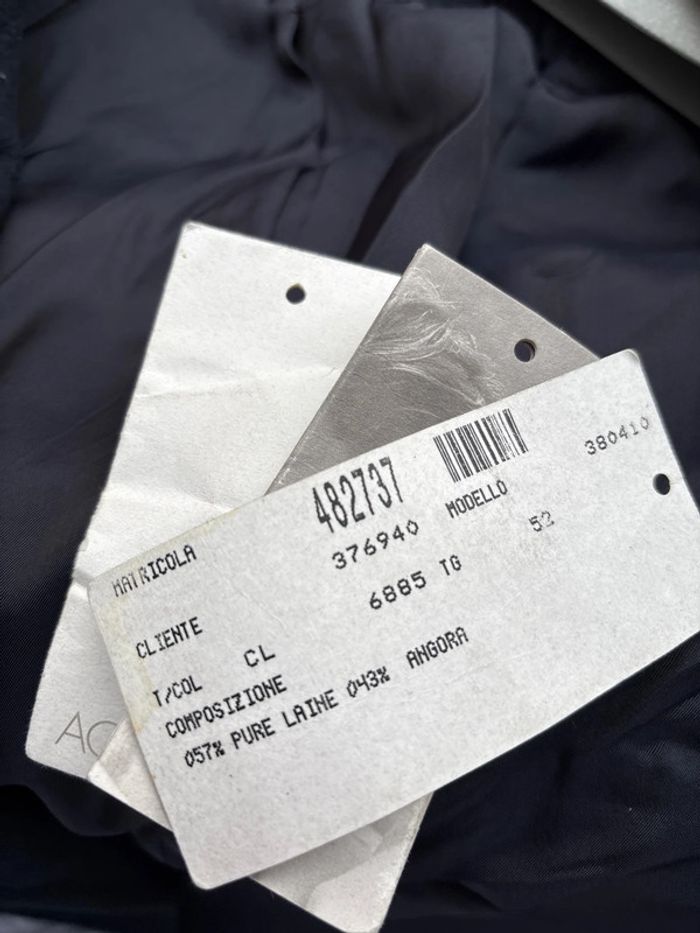 MATRICOLA 482737
CLIENTE 376940 MODELLO 380410
T/COL CL 6885 TG 52
COMPOSIZIONE
057% PURE LAINE 043% ANGORA
AC